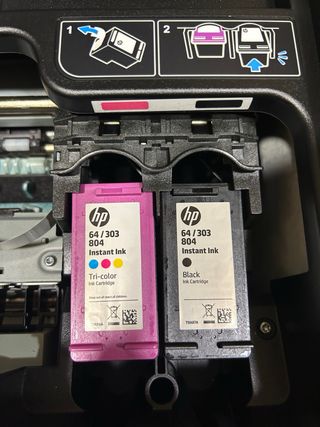 1
2
hp
64 / 303
804
Instant Ink
Tri-color
Ink Cartridge
hp
64 / 303
804
Instant Ink
Black
Ink Cartridge